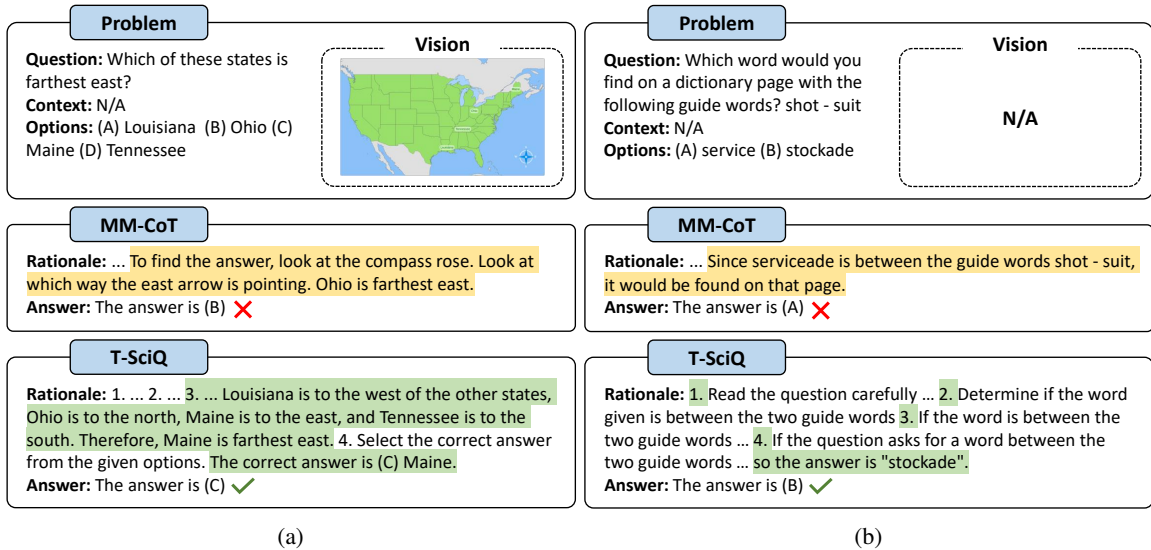 Problem
Question: Which of these states is
farthest east?
Context: N/A
Options: (A) Louisiana (B) Ohio (C)
Maine (D) Tennessee
Vision
MM-CoT
Rationale: ... To find the answer, look at the compass rose. Look at
which way the east arrow is pointing. Ohio is farthest east.
Answer: The answer is (B)
T-SciQ
Rationale: 1. ... 2. ... 3. ... Louisiana is to the west of the other states,
Ohio is to the north, Maine is to the east, and Tennessee is to the
south. Therefore, Maine is farthest east. 4. Select the correct answer
from the given options. The correct answer is (C) Maine.
Answer: The answer is (C)
(a)
Problem
Question: Which word would you
find on a dictionary page with the
following guide words? shot - suit
Context: N/A
Options: (A) service (B) stockade
Vision
N/A
MM-CoT
Rationale: ... Since serviceade is between the guide words shot - suit,
it would be found on that page.
Answer: The answer is (A)
T-SciQ
Rationale: 1. Read the question carefully ... 2. Determine if the word
given is between the two guide words 3. If the word is between the
two guide words ... 4. If the question asks for a word between the
two guide words ... so the answer is "stockade".
Answer: The answer is (B)
(b)